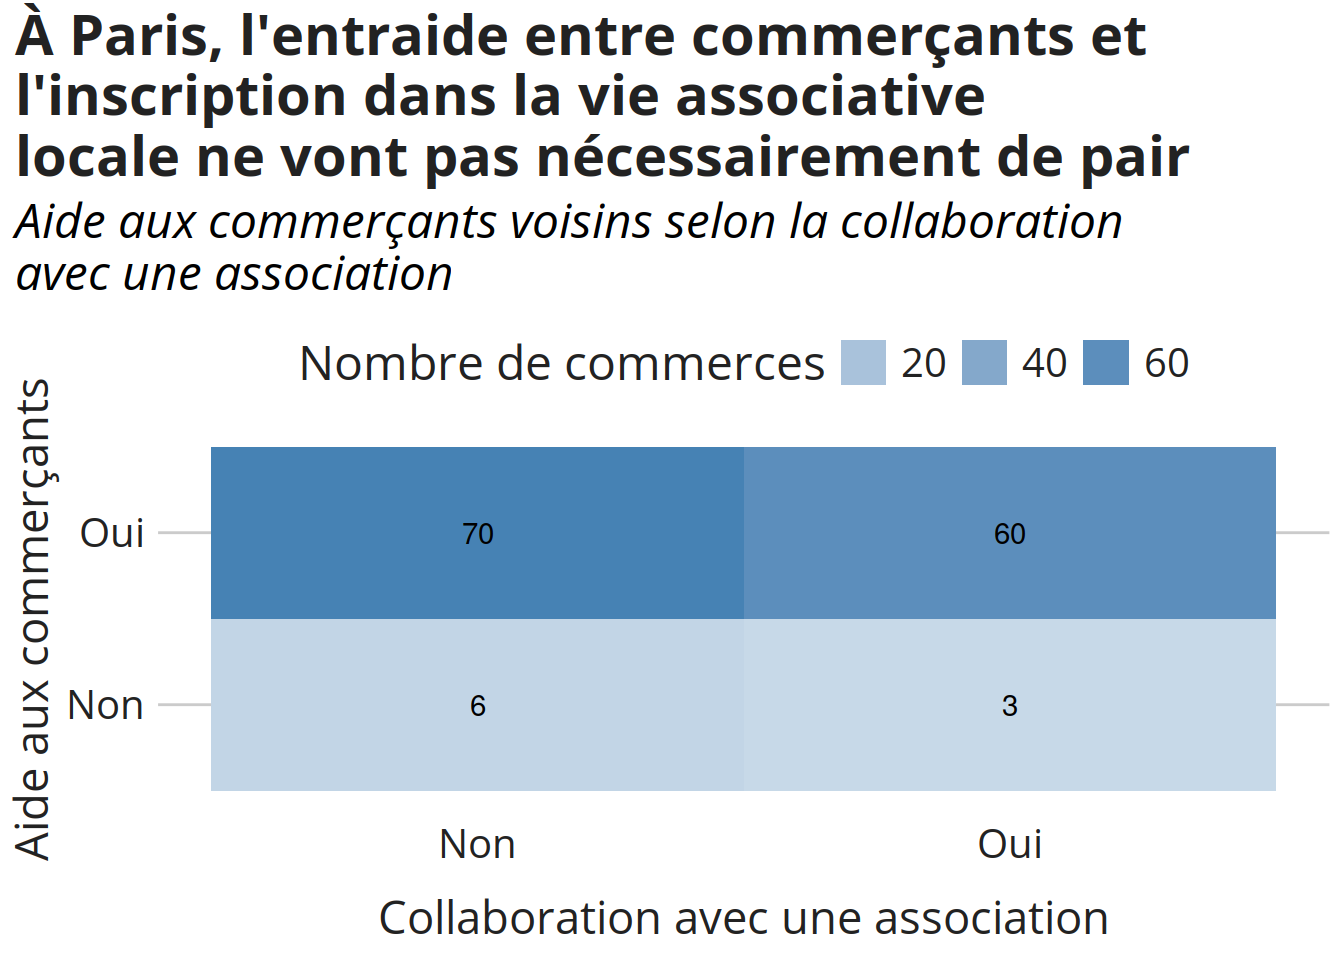 À Paris, l'entraide entre commerçants et
l'inscription dans la vie associative
locale ne vont pas nécessairement de pair
Aide aux commerçants voisins selon la collaboration
avec une association
Nombre de commerces 20 40 60
Aide aux commerçants
Oui 70 60
Non 6 3
Non Oui
Collaboration avec une association